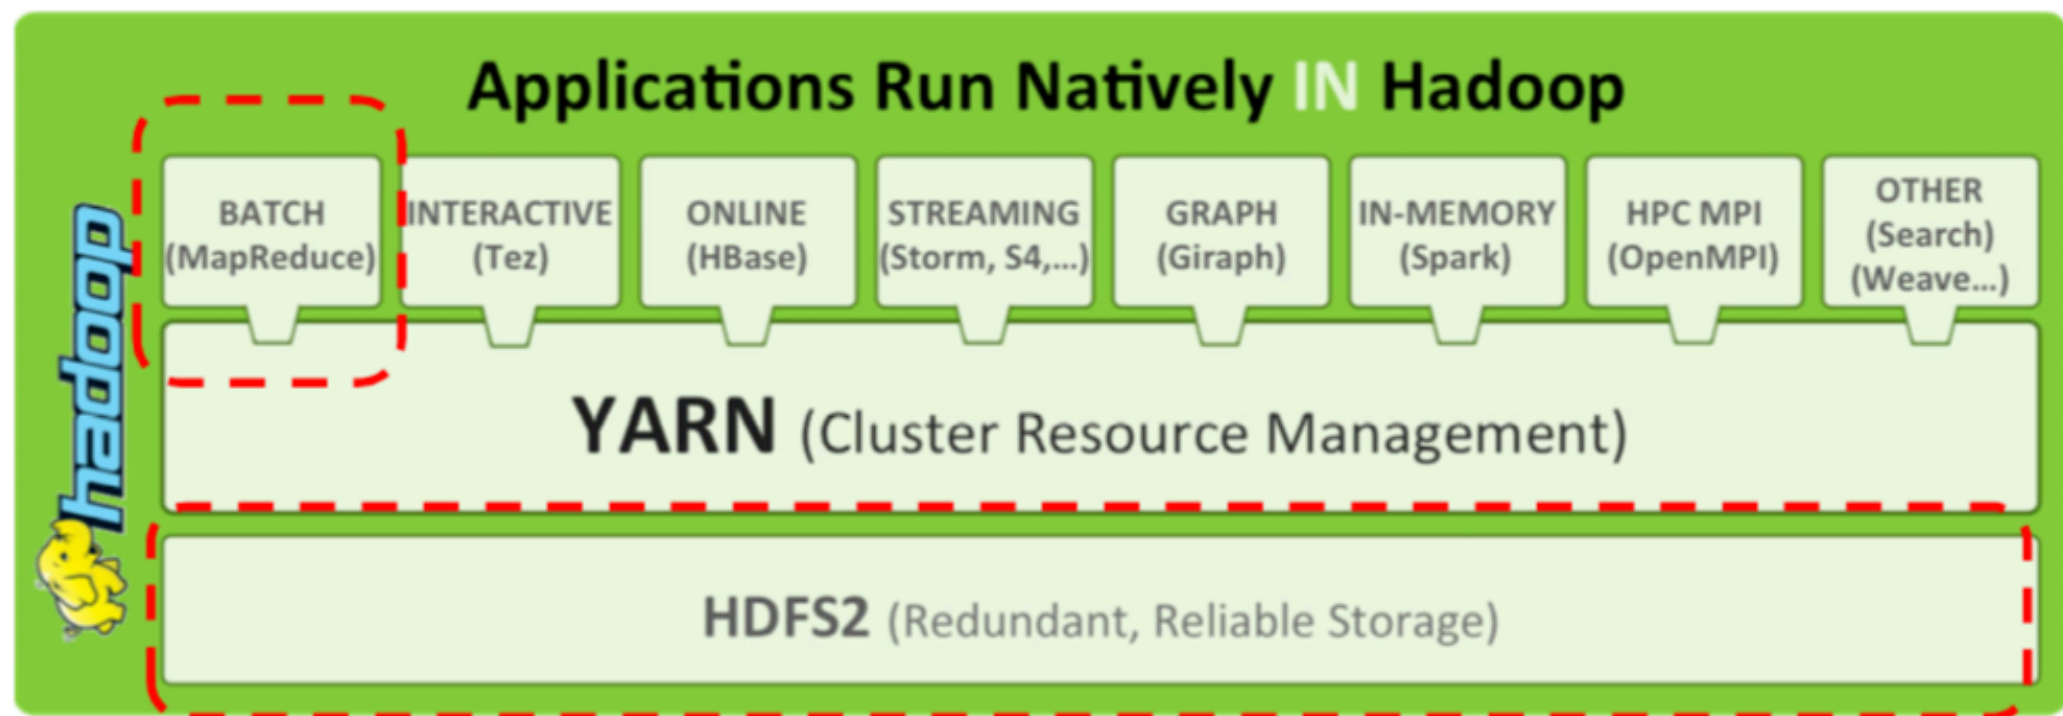 Applications Run Natively IN Hadoop
BATCH
(MapReduce)
INTERACTIVE
(Tez)
ONLINE
(HBase)
STREAMING
(Storm, S4,...)
GRAPH
(Giraph)
IN-MEMORY
(Spark)
HPC MPI
(OpenMPI)
OTHER
(Search)
(Weave...)
hadoop
YARN (Cluster Resource Management)
HDFS2 (Redundant, Reliable Storage)